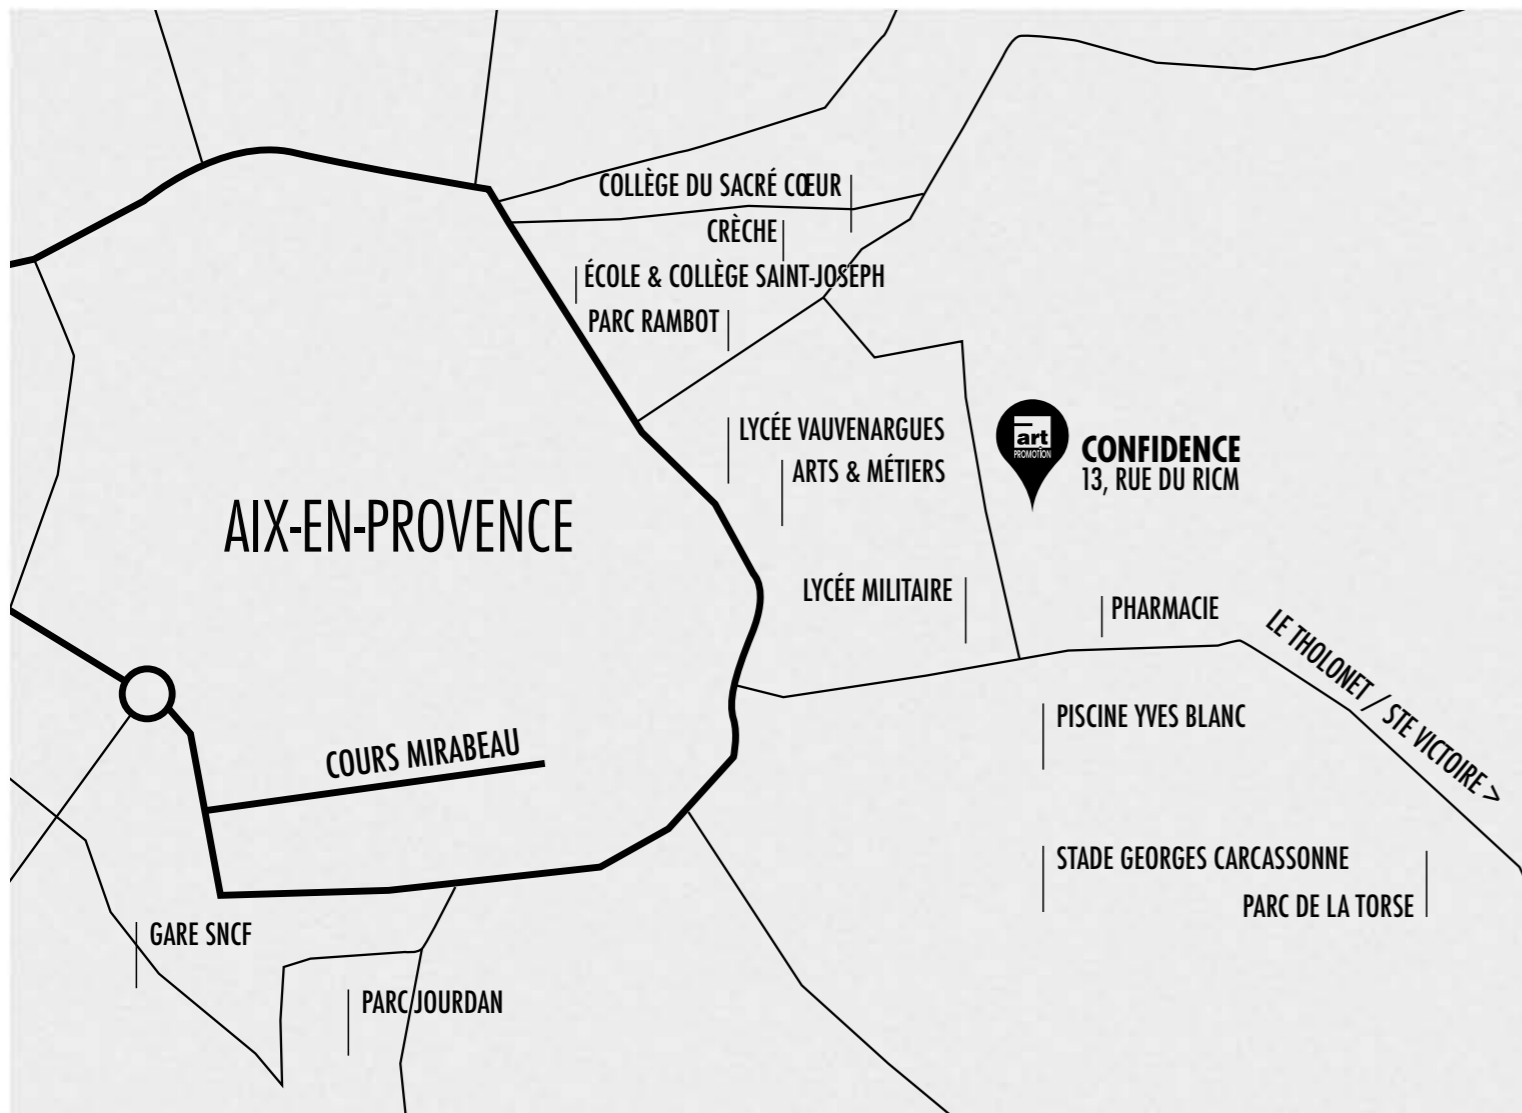 COLLÈGE DU SACRÉ CŒUR
CRÈCHE
ÉCOLE & COLLÈGE SAINT-JOSEPH
PARC RAMBOT
LYCÉE VAUVENARGUES
ARTS & MÉTIERS
art
PROMOTION
CONFIDENCE
13, RUE DU RICM
AIX-EN-PROVENCE
LYCÉE MILITAIRE
PHARMACIE
LE THOLONET / STE VICTOIRE >
PISCINE YVES BLANC
COURS MIRABEAU
STADE GEORGES CARCASSONNE
PARC DE LA TORSE
GARE SNCF
PARC JOURDAN